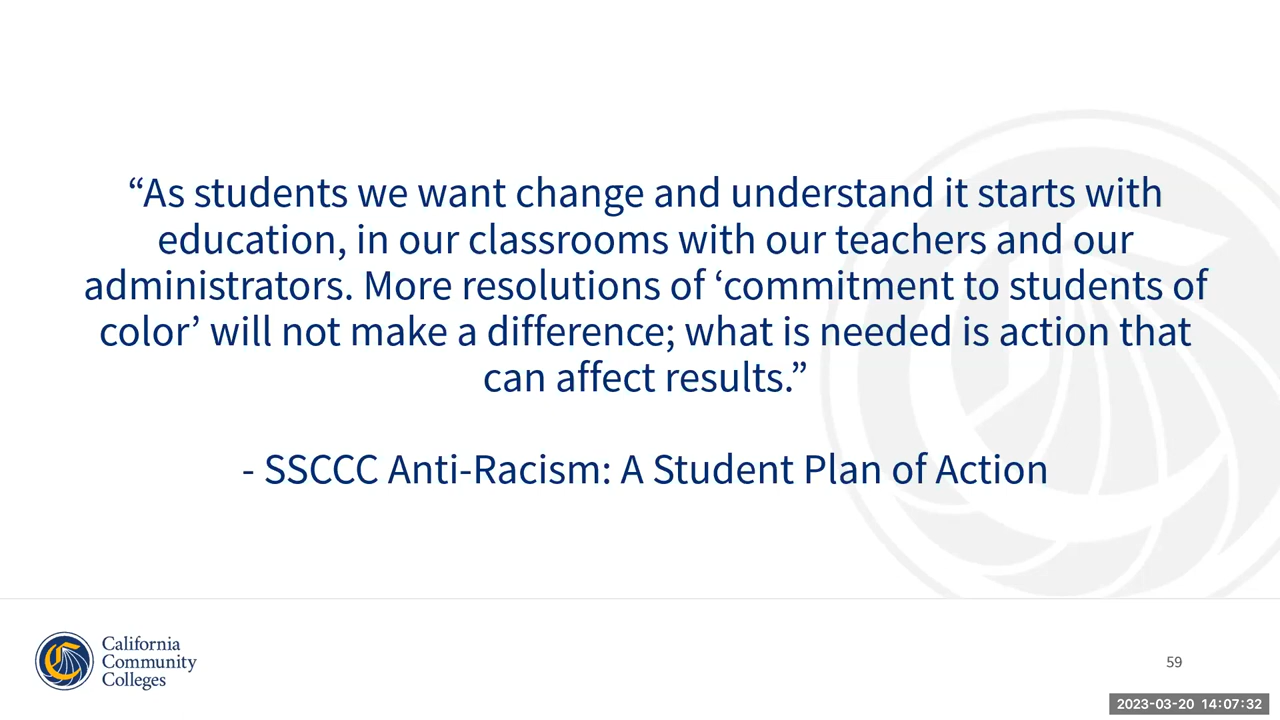 “As students we want change and understand it starts with
education, in our classrooms with our teachers and our
administrators. More resolutions of ‘commitment to students of
color’ will not make a difference; what is needed is action that
can affect results.”
- SSCCC Anti-Racism: A Student Plan of Action
California
Community
Colleges
59
2023-03-20 14:07:32